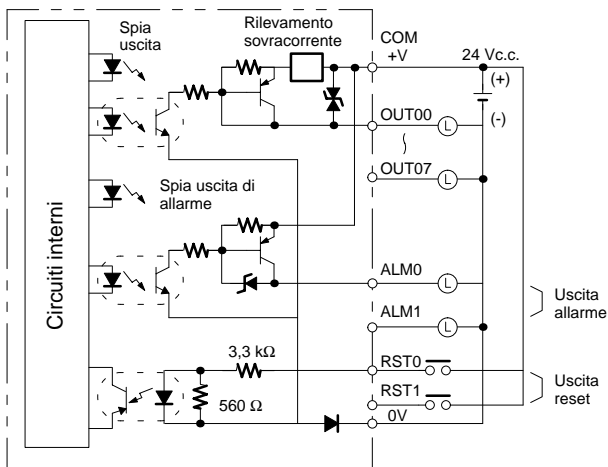 Spia
uscita
Rilevamento
sovracorrente
COM
+V
24 Vc.c.
(+)
(-)
OUT00
L
OUT07
L
Spia uscita di
allarme
Circuiti interni
ALM0
L
ALM1
L
Uscita
allarme
3,3 kΩ
RST0
560 Ω
RST1
Uscita
reset
0V